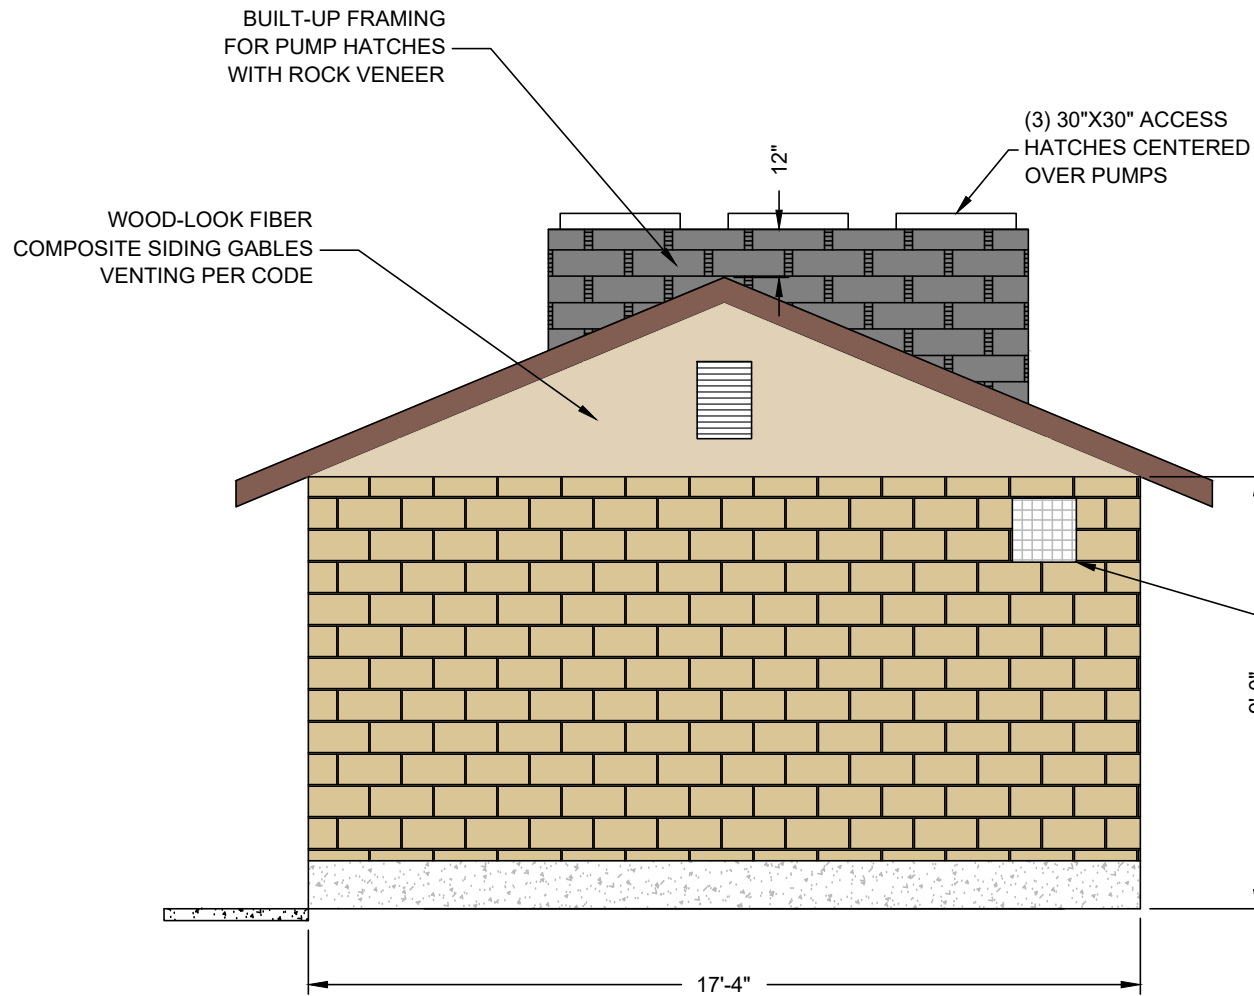 BUILT-UP FRAMING
FOR PUMP HATCHES
WITH ROCK VENEER
(3) 30"X30" ACCESS
HATCHES CENTERED
OVER PUMPS
12"
WOOD-LOOK FIBER
COMPOSITE SIDING GABLES
VENTING PER CODE
17'-4"